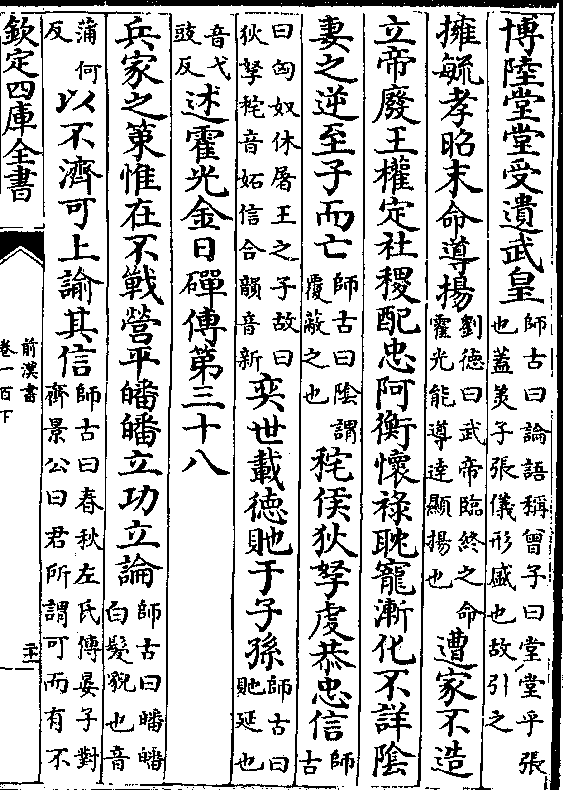 博陸堂堂受遺武皇師古曰論語稱曾子曰堂堂乎張也蓋羙子張儀形盛也故引之
擁毓孝昭末命導揚劉德曰武帝臨終之命霍光能導達顯揚也遭家不造
立帝廢王權定社稷配忠阿衡懷祿耽寵漸化不詳隂
妻之逆至子而亡師古曰隂謂覆蔽之也秺侯狄孥虔恭忠信師古
曰匈奴休屠王之子故曰狄孥秺音妬信合韻音新奕世載徳貤于子孫師古曰貤延也
音弋豉反述霍光金日磾傳第三十八
兵家之策惟在不戰營平皤皤立功立論師古曰皤皤白髮貌也音
蒲何反以不濟可上諭其信師古曰春秋左氏傳晏子對齊景公曰君所謂可而有不
欽定四庫全書
前漢書
卷一百下